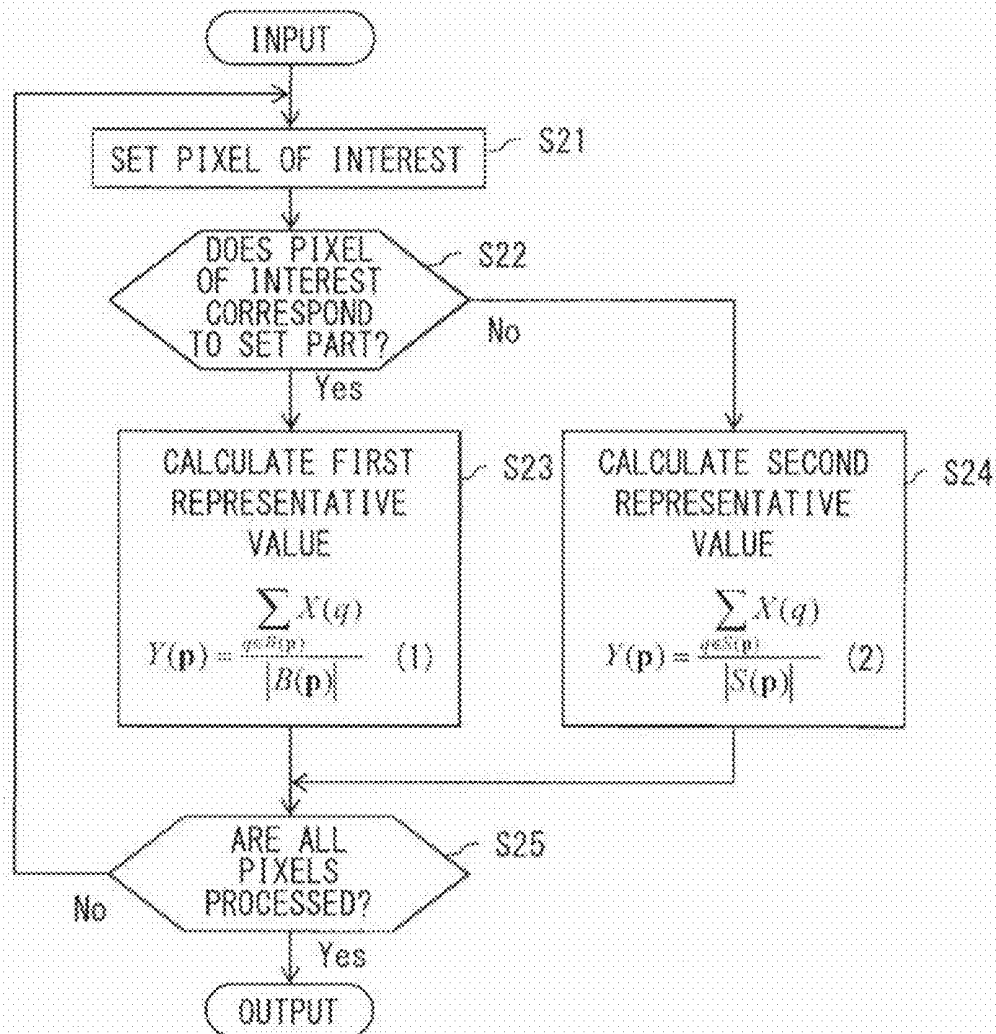 INPUT
SET PIXEL OF INTEREST
S21
DOES PIXEL
OF INTEREST
CORRESPOND
TO SET PART?
S22
No
Yes
CALCULATE FIRST
REPRESENTATIVE
VALUE
Y(p) = ∑ X(q) q∈B(p) / |B(p)| (1)
S23
CALCULATE SECOND
REPRESENTATIVE
VALUE
Y(p) = ∑ X(q) q∈S(p) / |S(p)| (2)
S24
ARE ALL
PIXELS
PROCESSED?
S25
No
Yes
OUTPUT